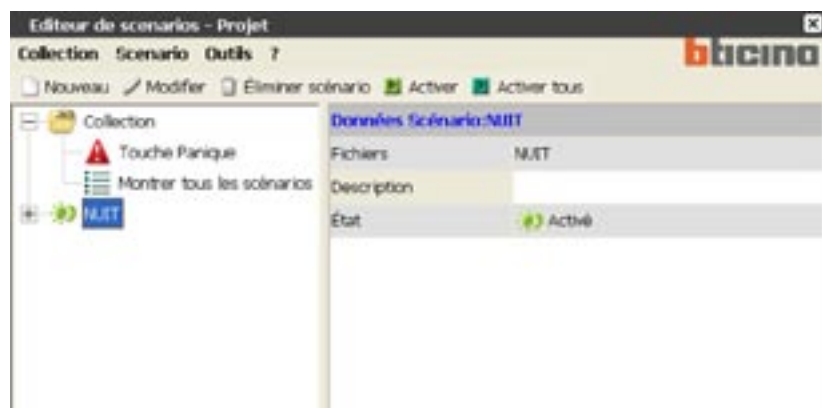 Editeur de scenarios - Projet
Collection Scenario Outils ?
bticino
Nouveau Modifier Éliminer scénario Activer Activer tous
Collection
Touche Panique
Montrer tous les scénarios
NUIT
Données Scénario:NUIT
Fichiers NUIT
Description
État Activé